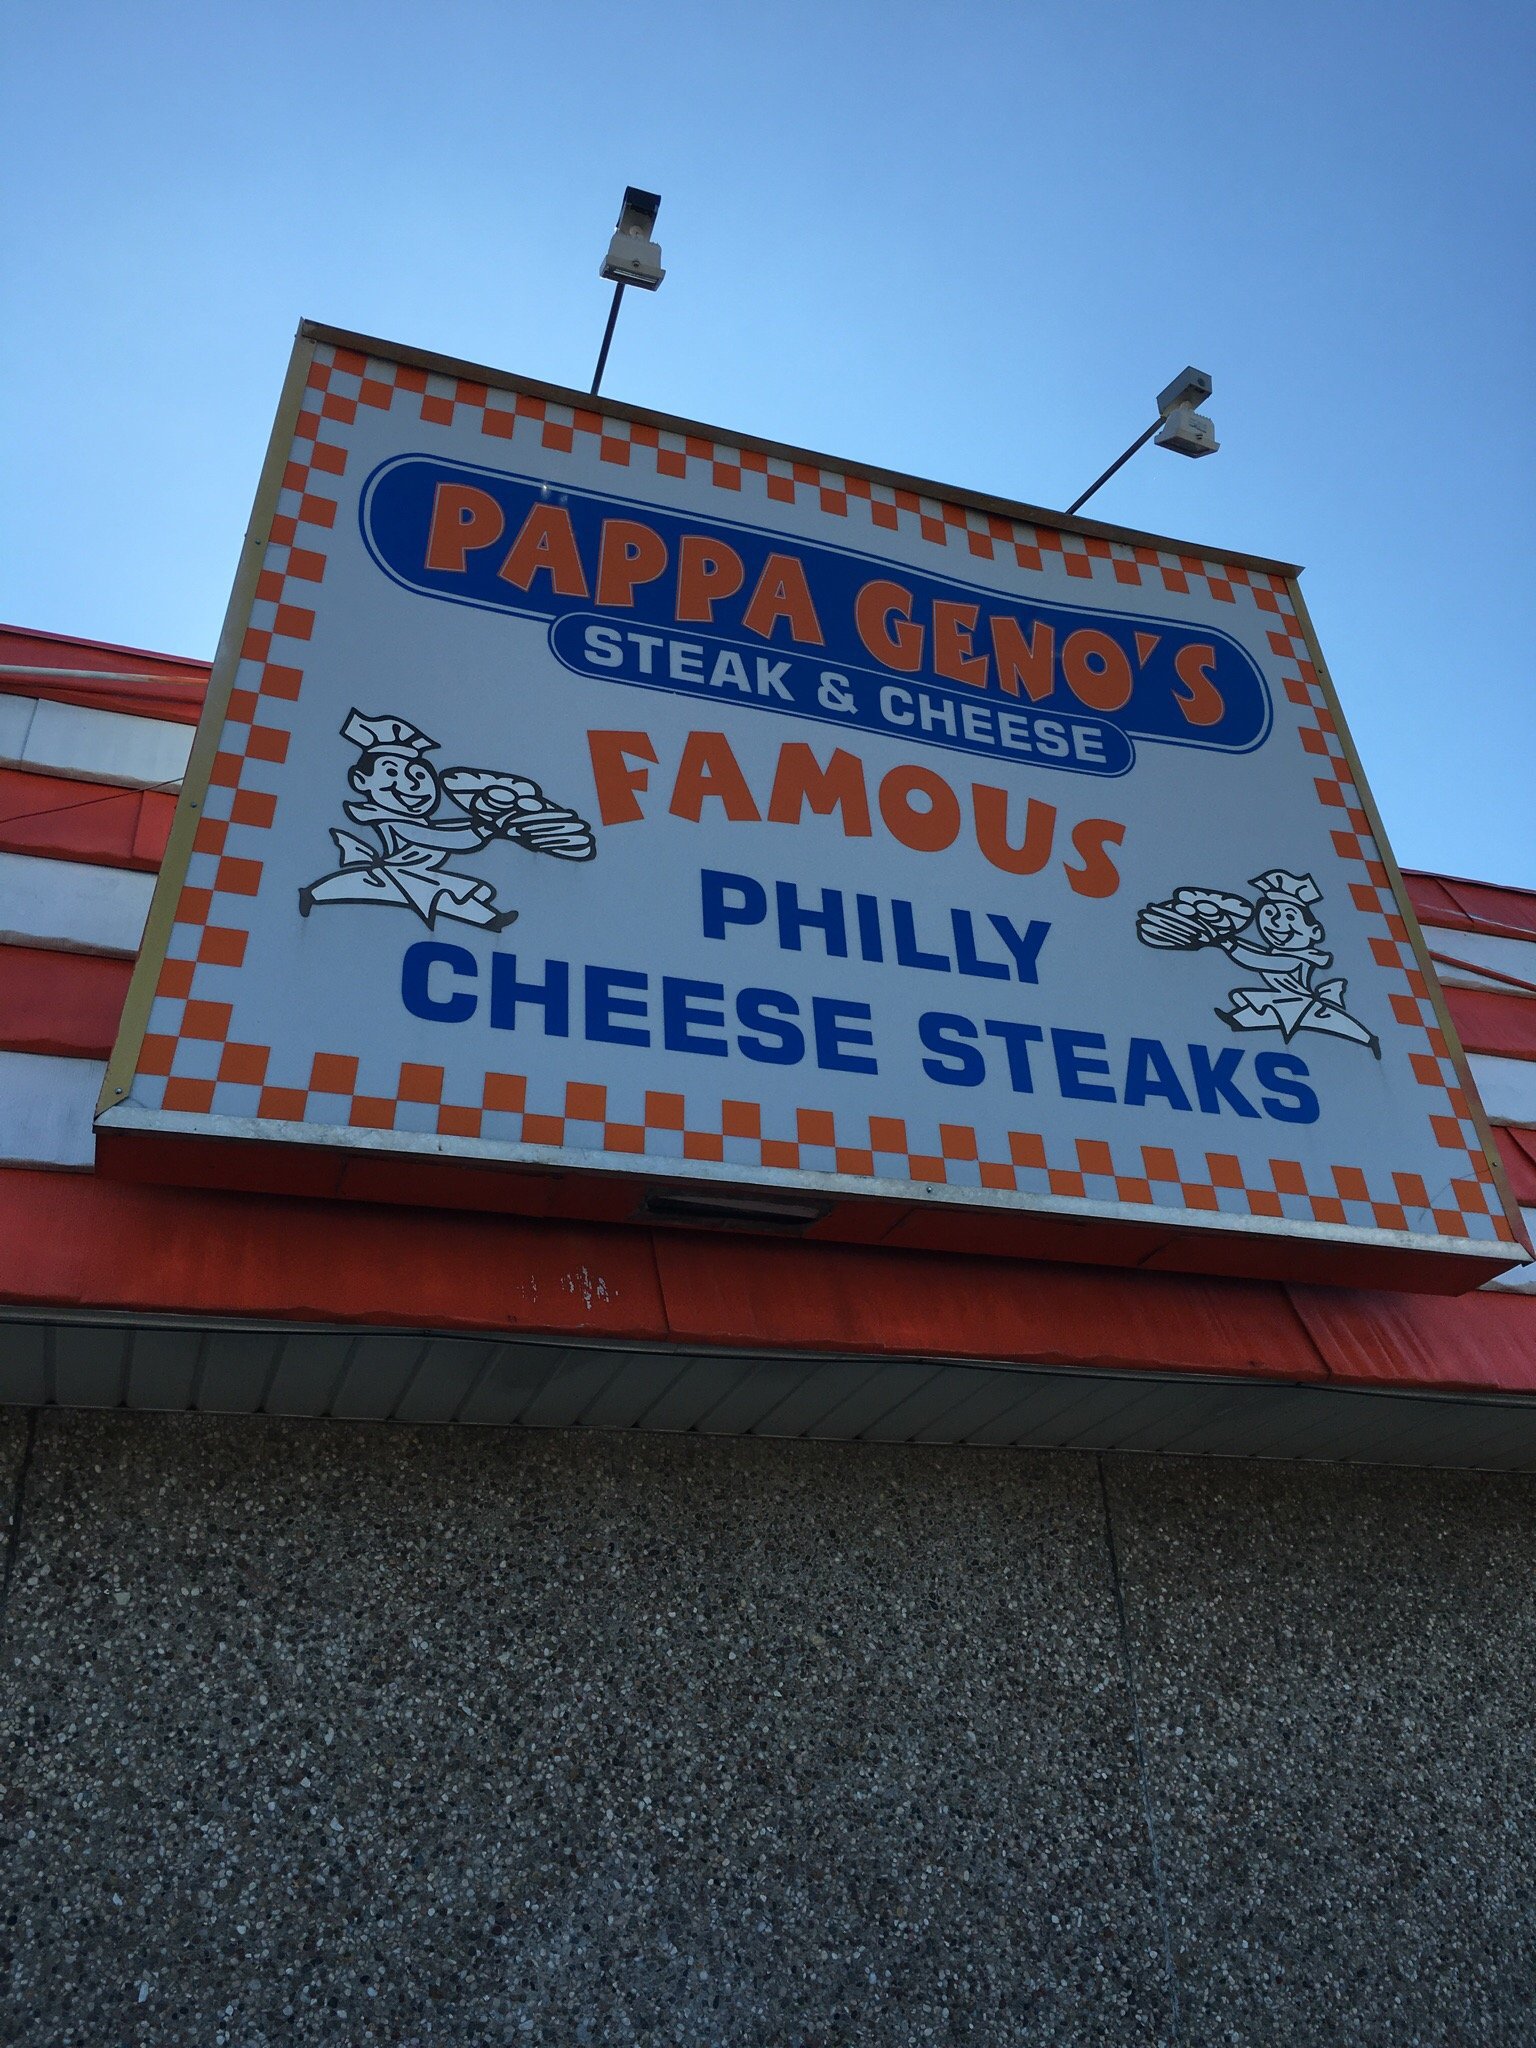 PAPPA GENO'S
STEAK & CHEESE
FAMOUS
PHILLY
CHEESE STEAKS